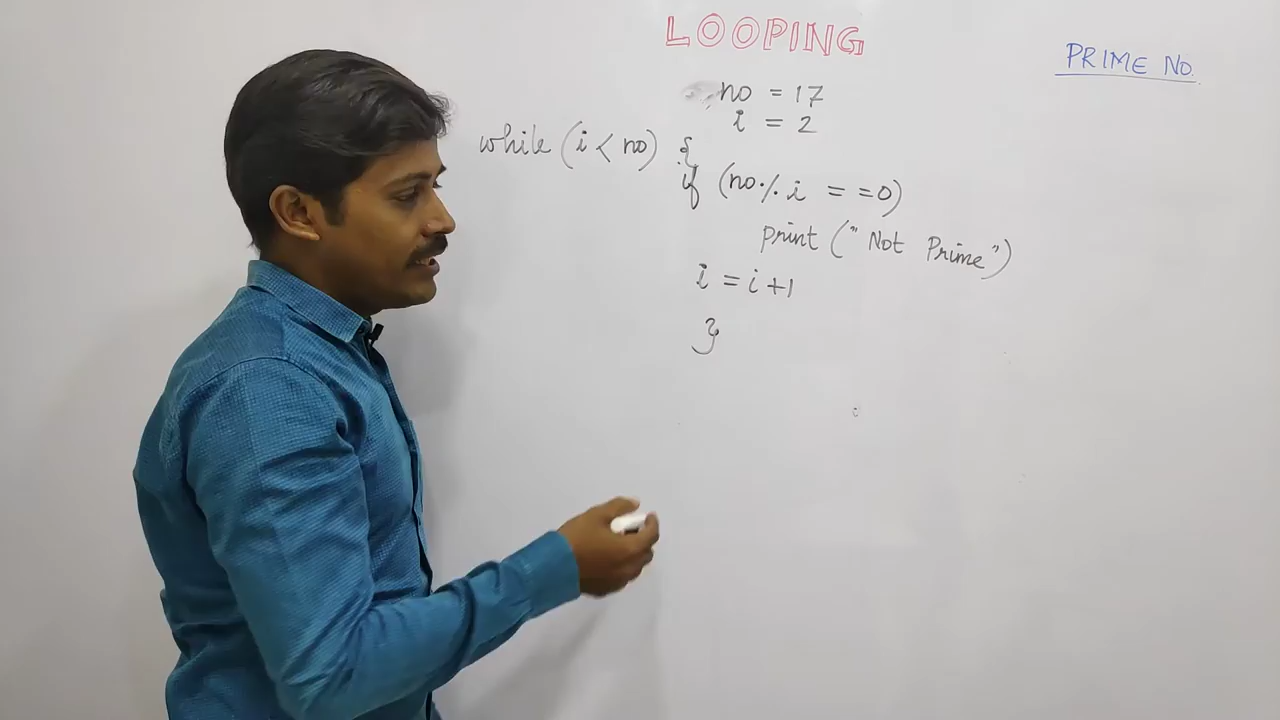 LOOPING
PRIME NO.
no = 17
i = 2
while (i < no) {
if (no % i == 0)
print ("Not Prime")
i = i +1
}